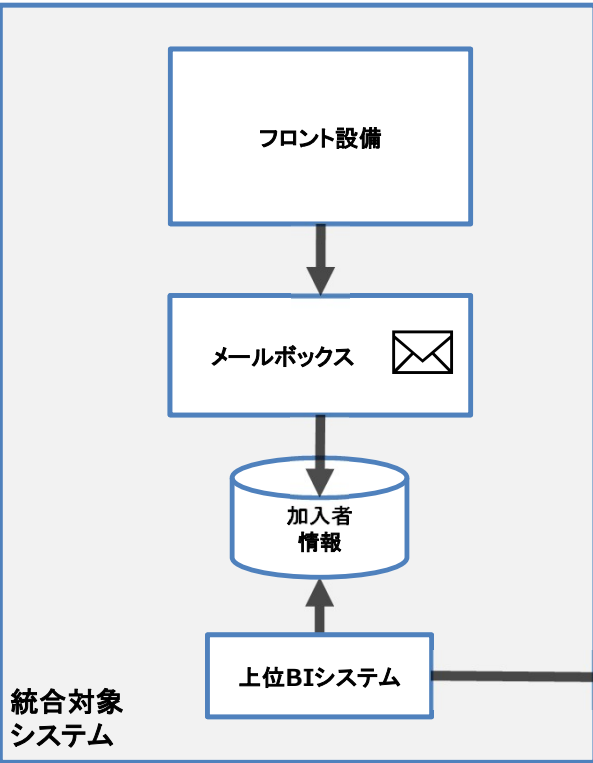 フロント設備
メールボックス
加入者
情報
上位BIシステム
統合対象
システム